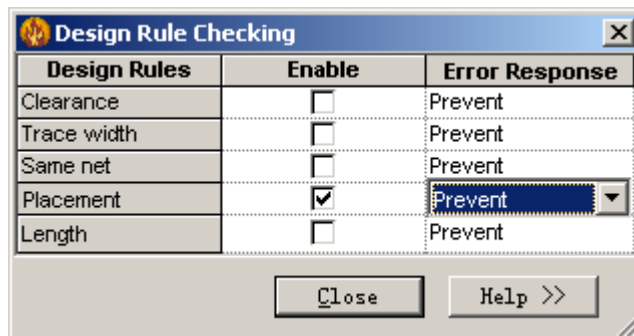 Design Rule Checking
Design Rules Enable Error Response
Clearance Prevent
Trace width Prevent
Same net Prevent
Placement Prevent
Length Prevent
Close Help >>